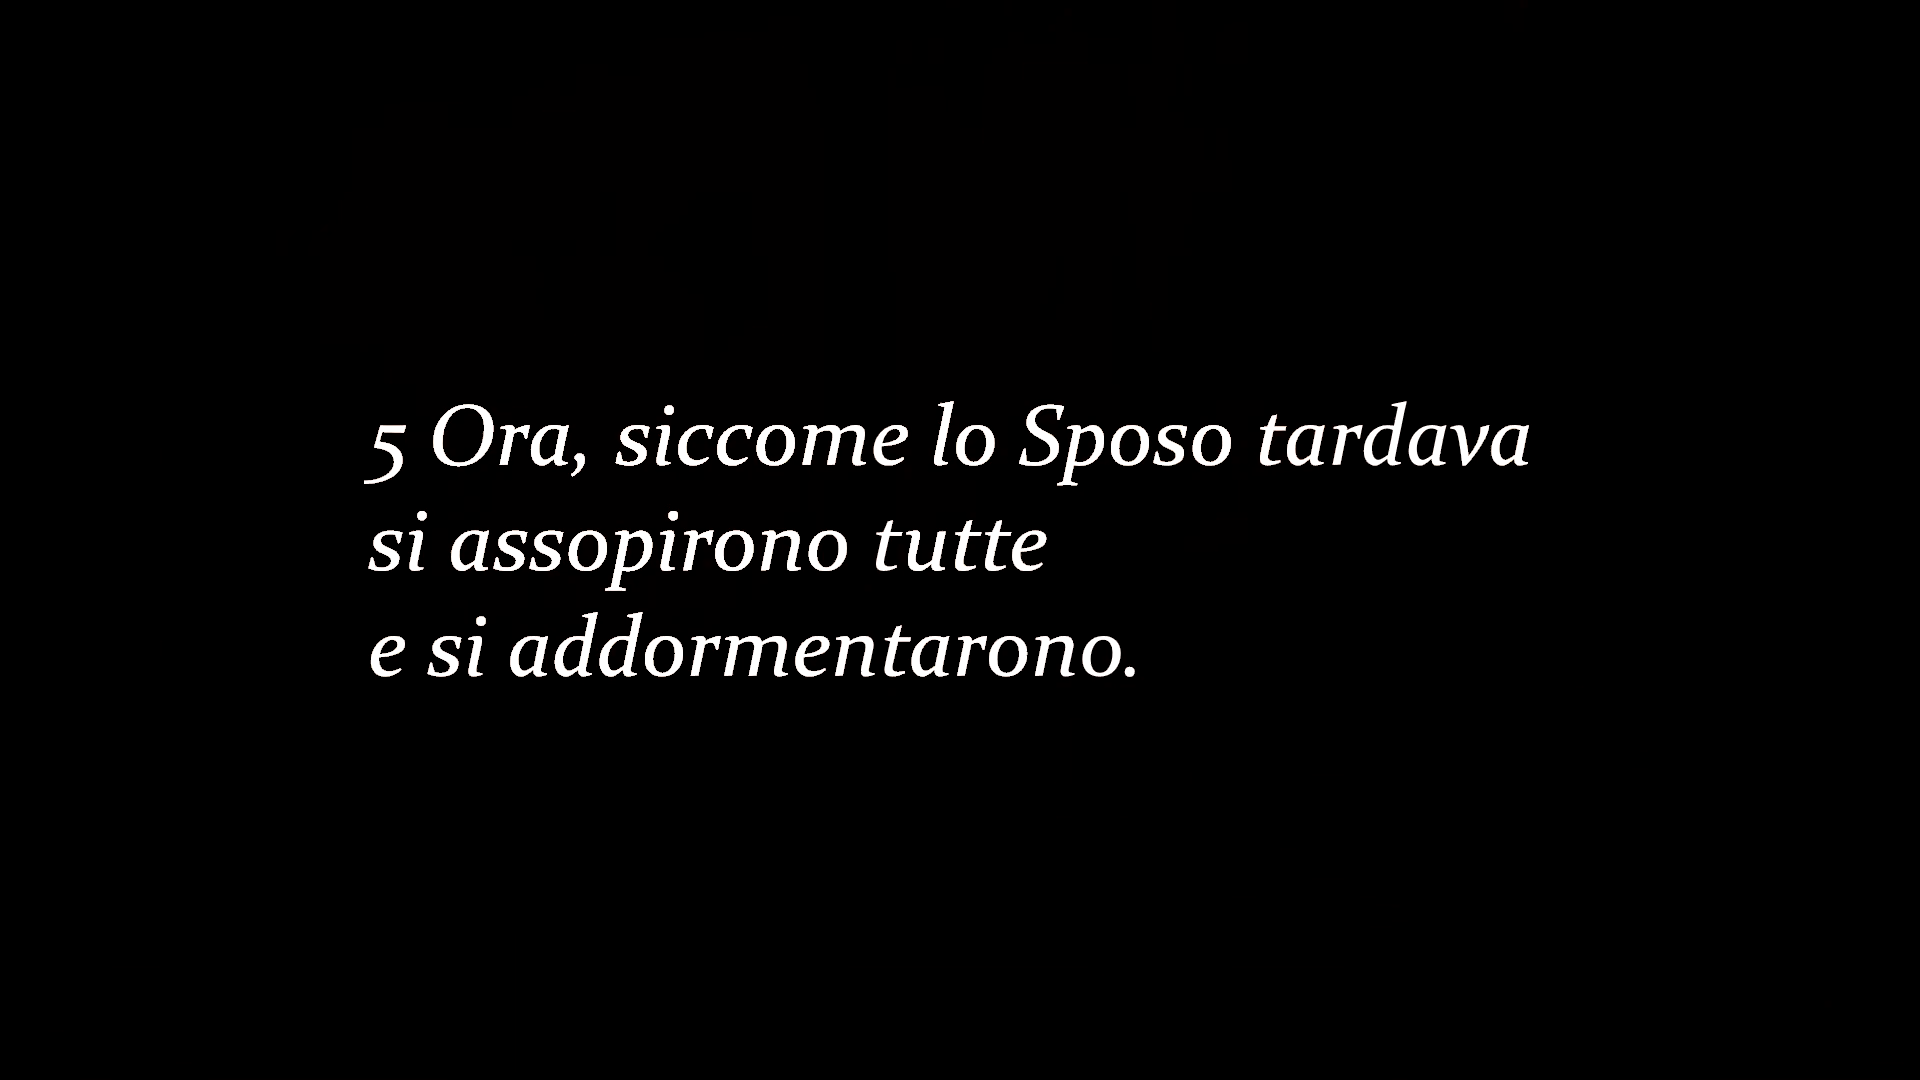 5 Ora, siccome lo Sposo tardava
si assopirono tutte
e si addormentarono.